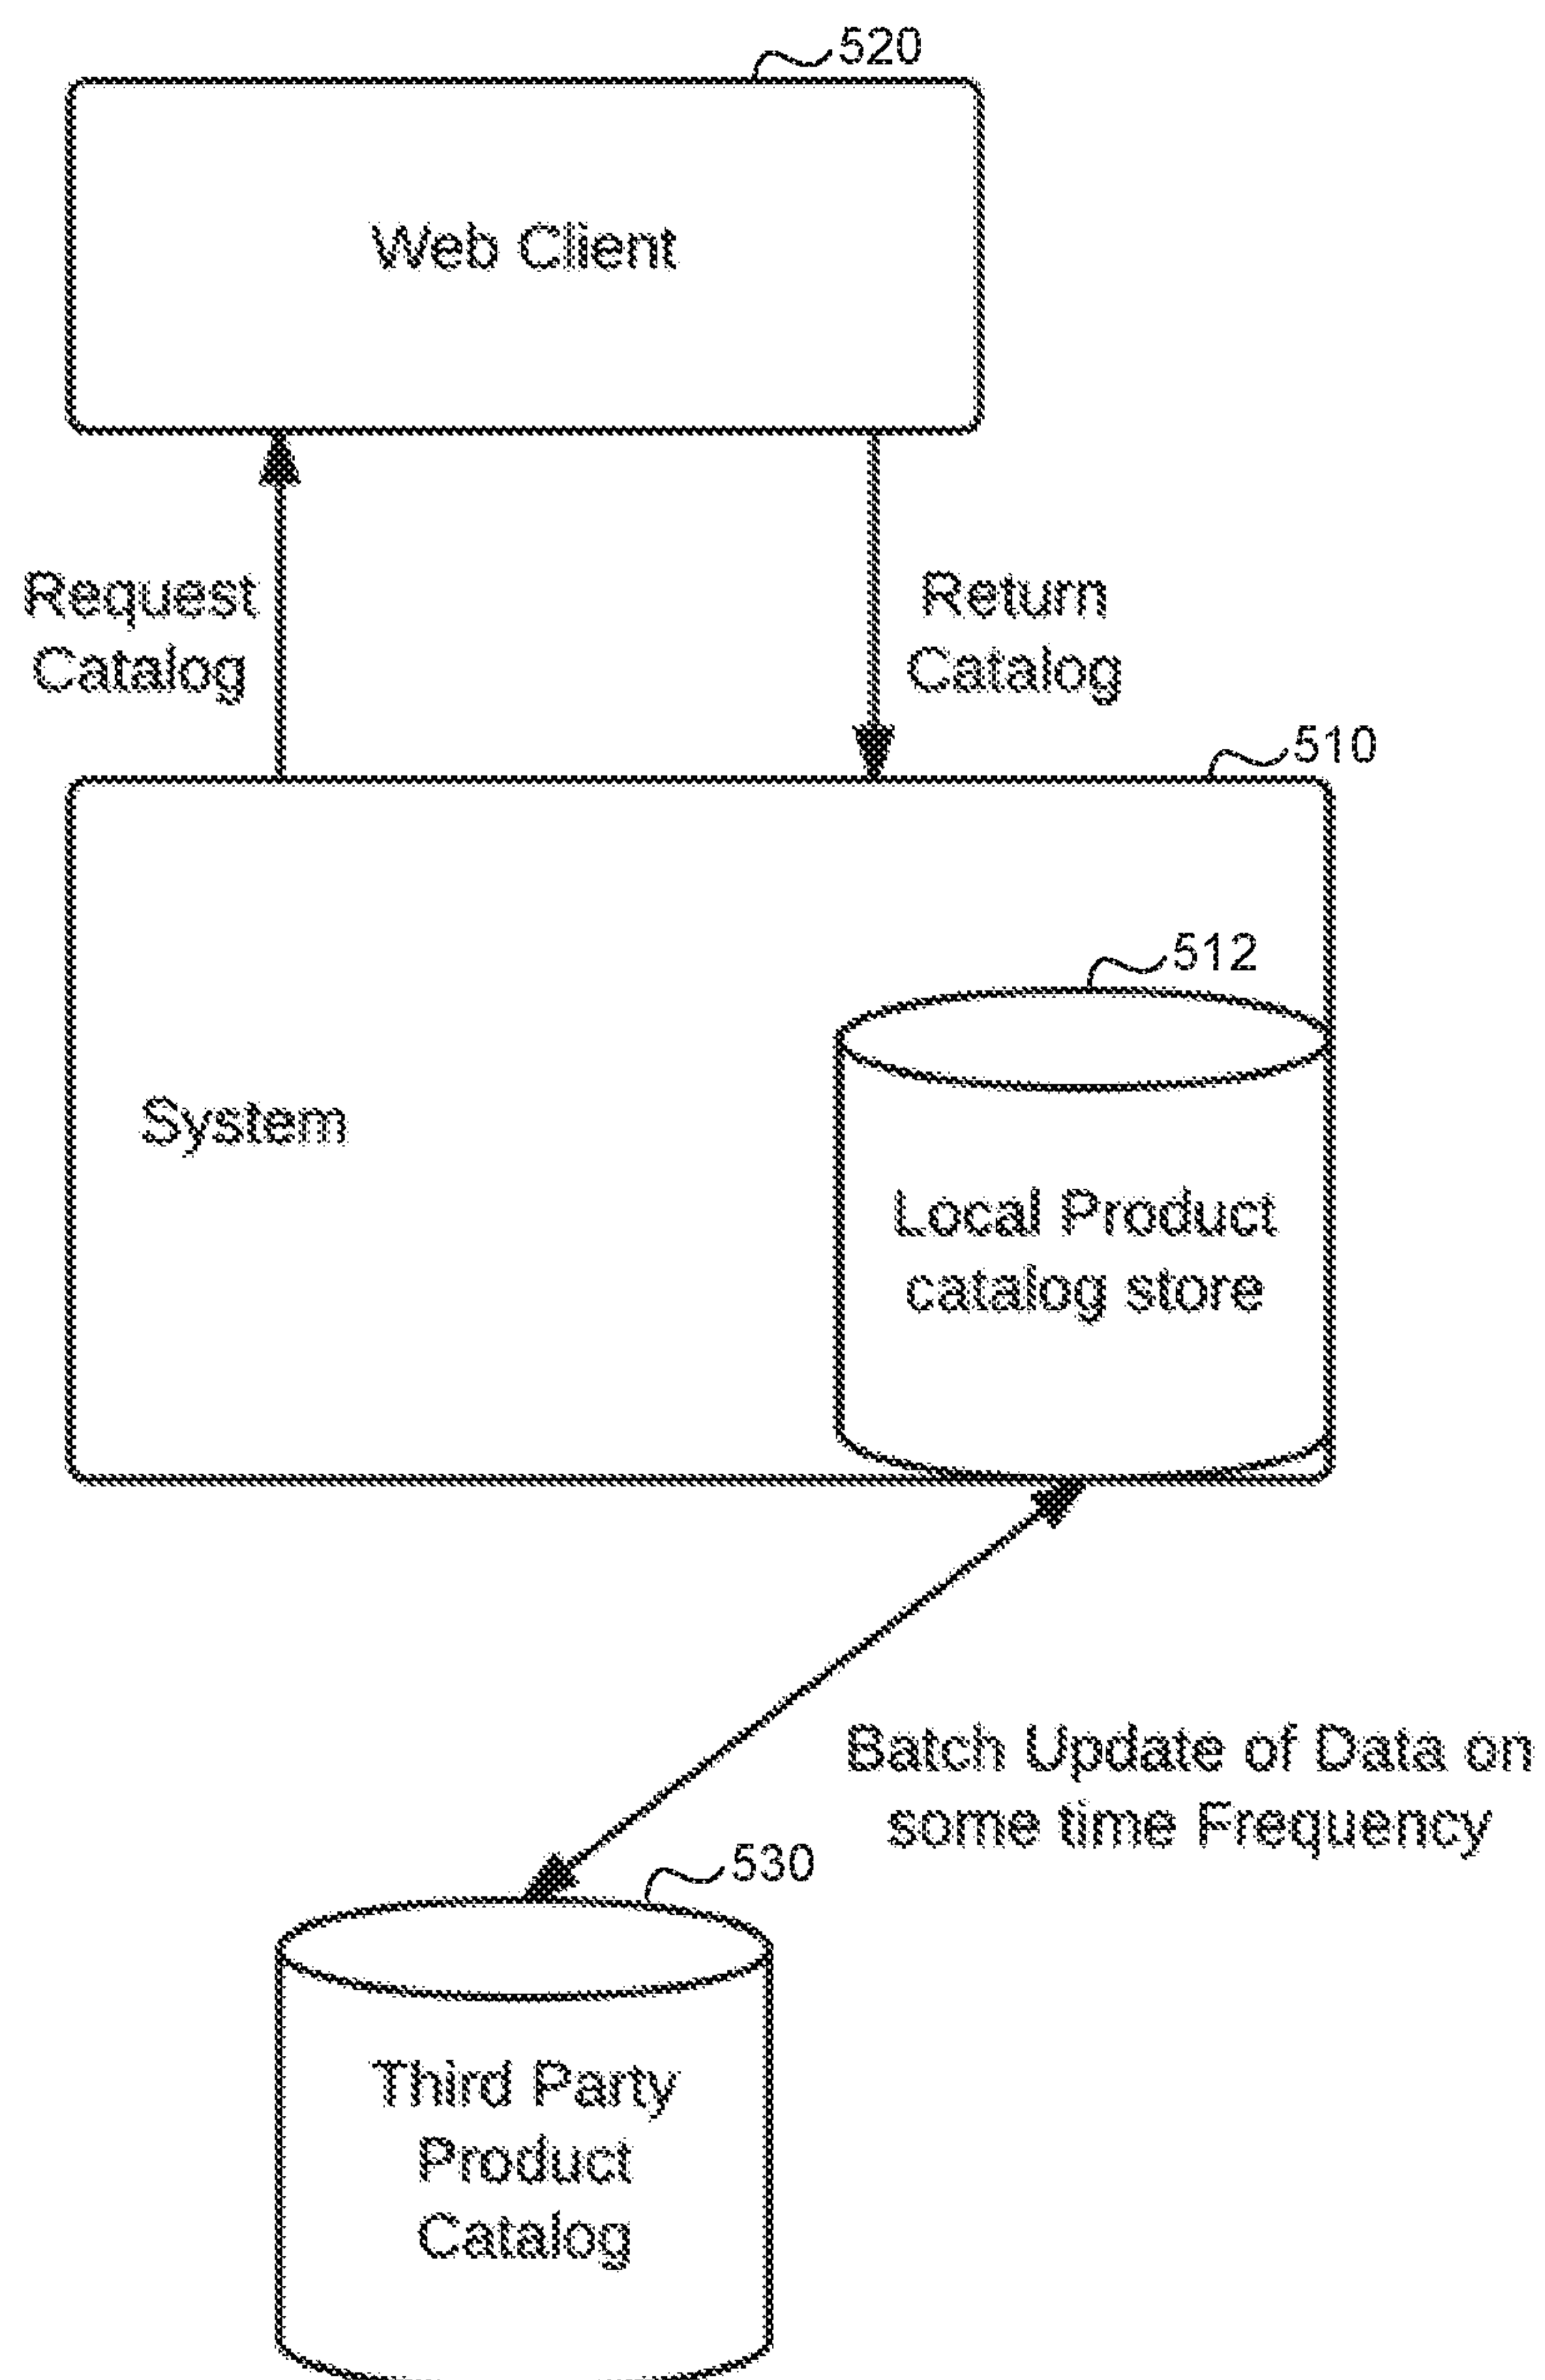 520
Web Client
Request
Catalog
Return
Catalog
510
512
System
Local Product
catalog store
Batch Update of Data on
some time Frequency
530
Third Party
Product
Catalog